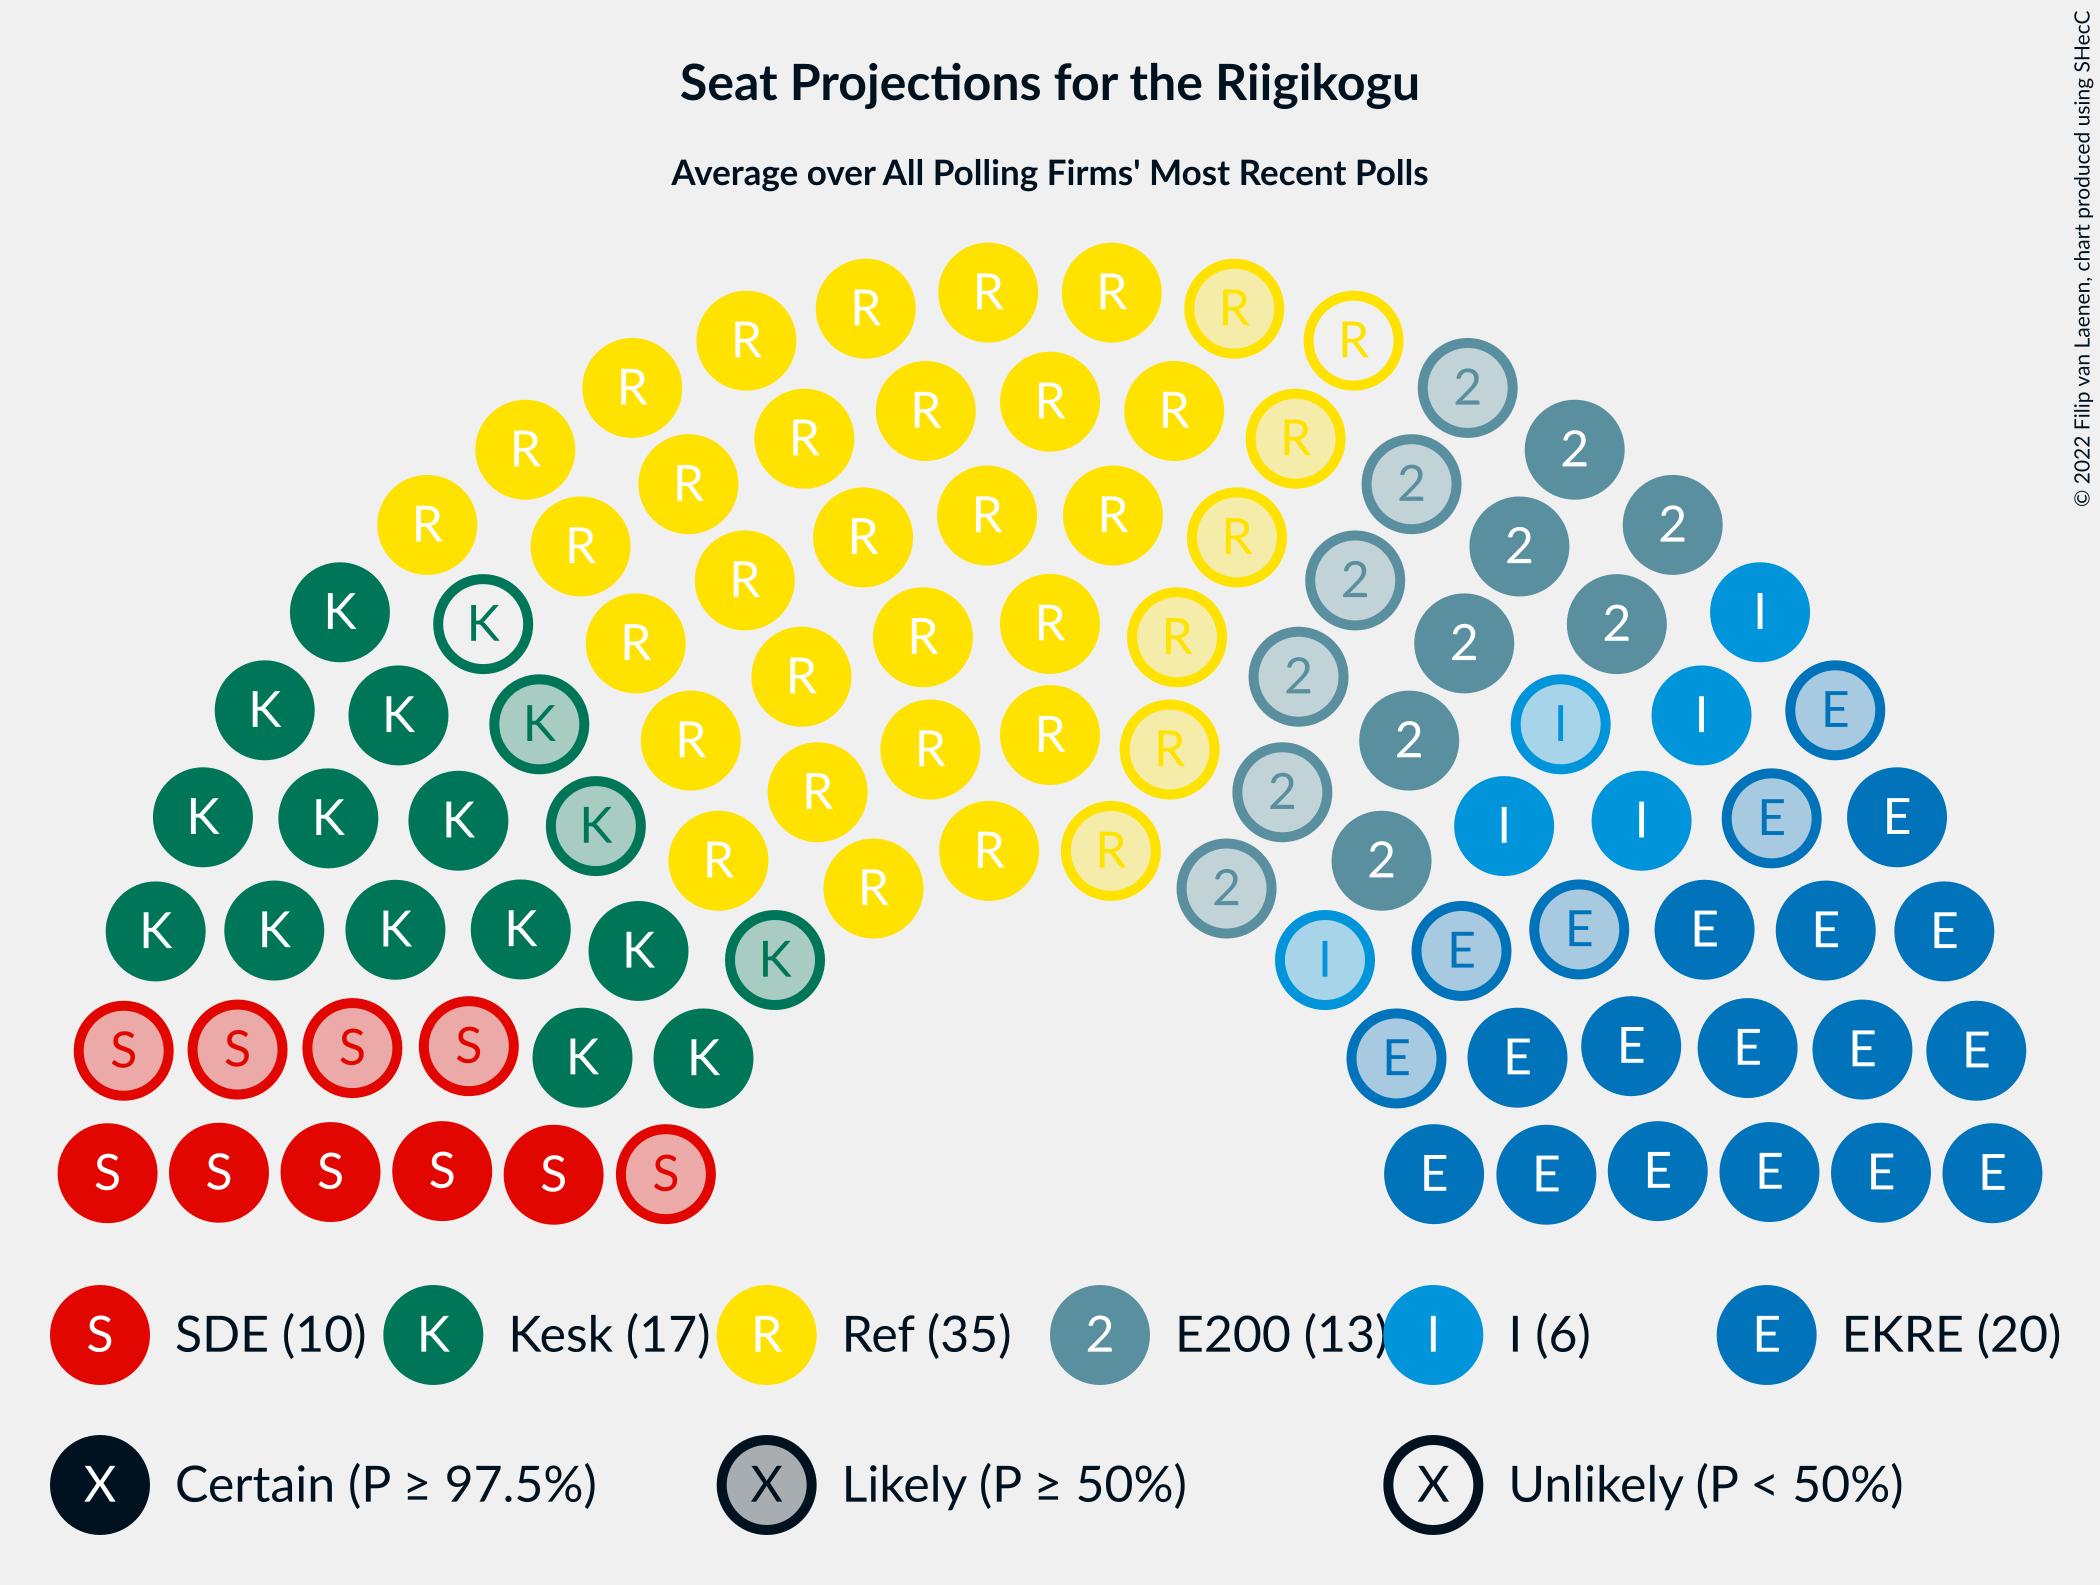 Seat Projections for the Riigikogu
Average over All Polling Firms' Most Recent Polls
© 2022 Filip van Laenen, chart produced using SHecC
R R R R R
R R 2
R R R R R 2
R R 2 2
R R R R 2 2
R R R 2
K K R R R R 2 2 I
K K K R R R 2 2 I I E
K K K K R R R R 2 I I E E
R R R 2 2
K K K K K K I E E E E E
S S S S K K E E E E E E
S S S S S S E E E E E E
S SDE (10) K Kesk (17) R Ref (35) 2 E200 (13) I I (6) E EKRE (20)
X Certain (P ≥ 97.5%) X Likely (P ≥ 50%) X Unlikely (P < 50%)